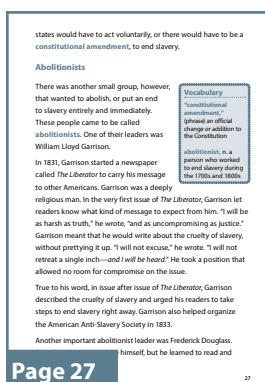 states would have to act voluntarily, or there would have to be a
constitutional amendment, to end slavery.
Abolitionists
There was another small group, however,
that wanted to abolish, or put an end
to slavery entirely and immediately.
These people came to be called
abolitionists. One of their leaders was
William Lloyd Garrison.
Vocabulary
“constitutional
amendment,”
(phrase) an official
change or addition to
the Constitution
abolitionist, n. a
person who worked
to end slavery during
the 1700s and 1800s
In 1831, Garrison started a newspaper
called The Liberator to carry his message
to other Americans. Garrison was a deeply
religious man. In the very first issue of The Liberator, Garrison let
readers know what kind of message to expect from him. “I will be
as harsh as truth,” he wrote, “and as uncompromising as justice.”
Garrison meant that he would write about the cruelty of slavery,
without prettying it up. “I will not excuse,” he wrote. “I will not
retreat a single inch—and I will be heard.” He took a position that
allowed no room for compromise on the issue.
True to his word, in issue after issue of The Liberator, Garrison
described the cruelty of slavery and urged his readers to take
steps to end slavery right away. Garrison also helped organize
the American Anti-Slavery Society in 1833.
Another important abolitionist leader was Frederick Douglass.
himself, but he learned to read and
Page 27
27